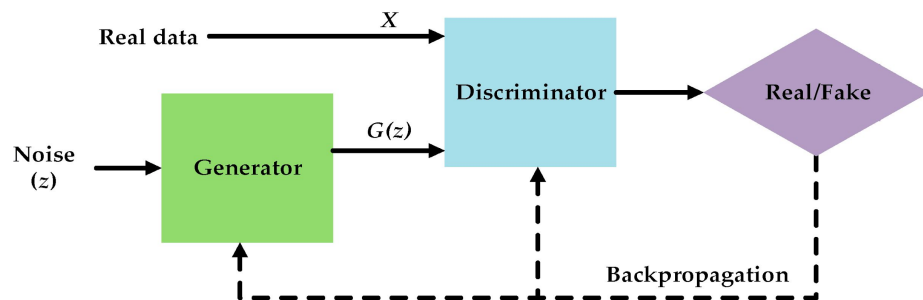 Real data
X
Discriminator
Real/Fake
Noise
(z)
Generator
G(z)
Backpropagation